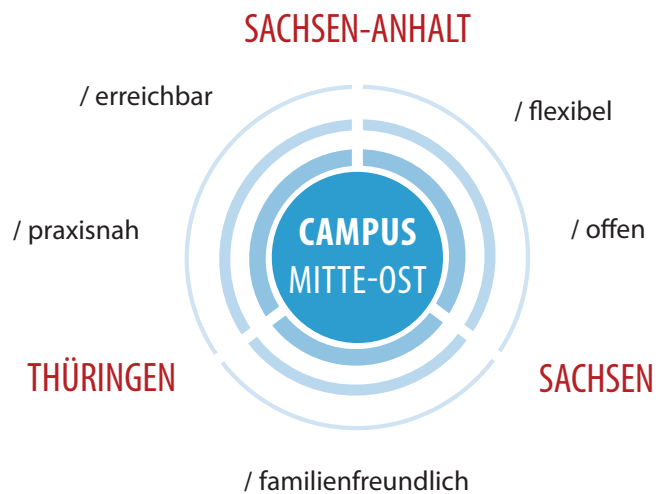 SACHSEN-ANHALT
/ erreichbar
/ flexibel
/ praxisnah
CAMPUS
MITTE-OST
/ offen
THÜRINGEN
SACHSEN
/ familienfreundlich